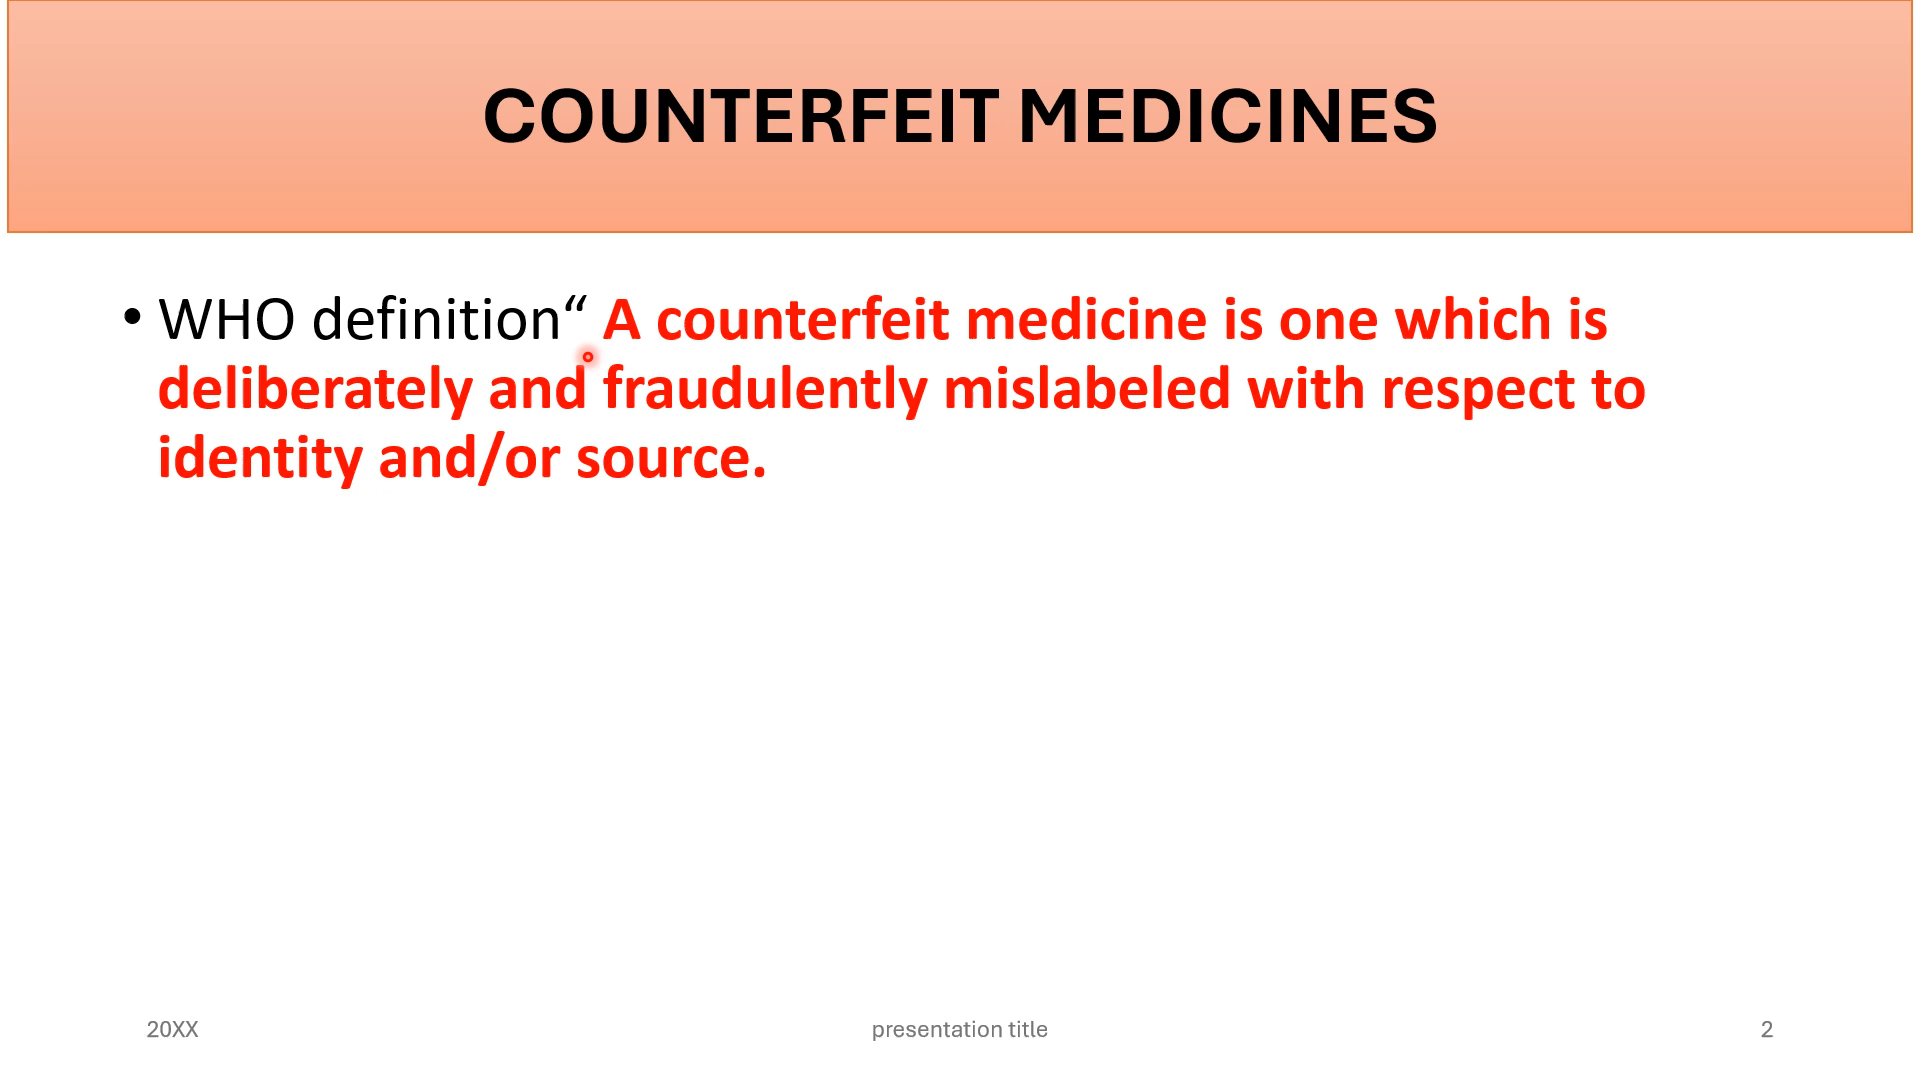 COUNTERFEIT MEDICINES
• WHO definition“ A counterfeit medicine is one which is
deliberately and fraudulently mislabeled with respect to
identity and/or source.
20XX
presentation title
2